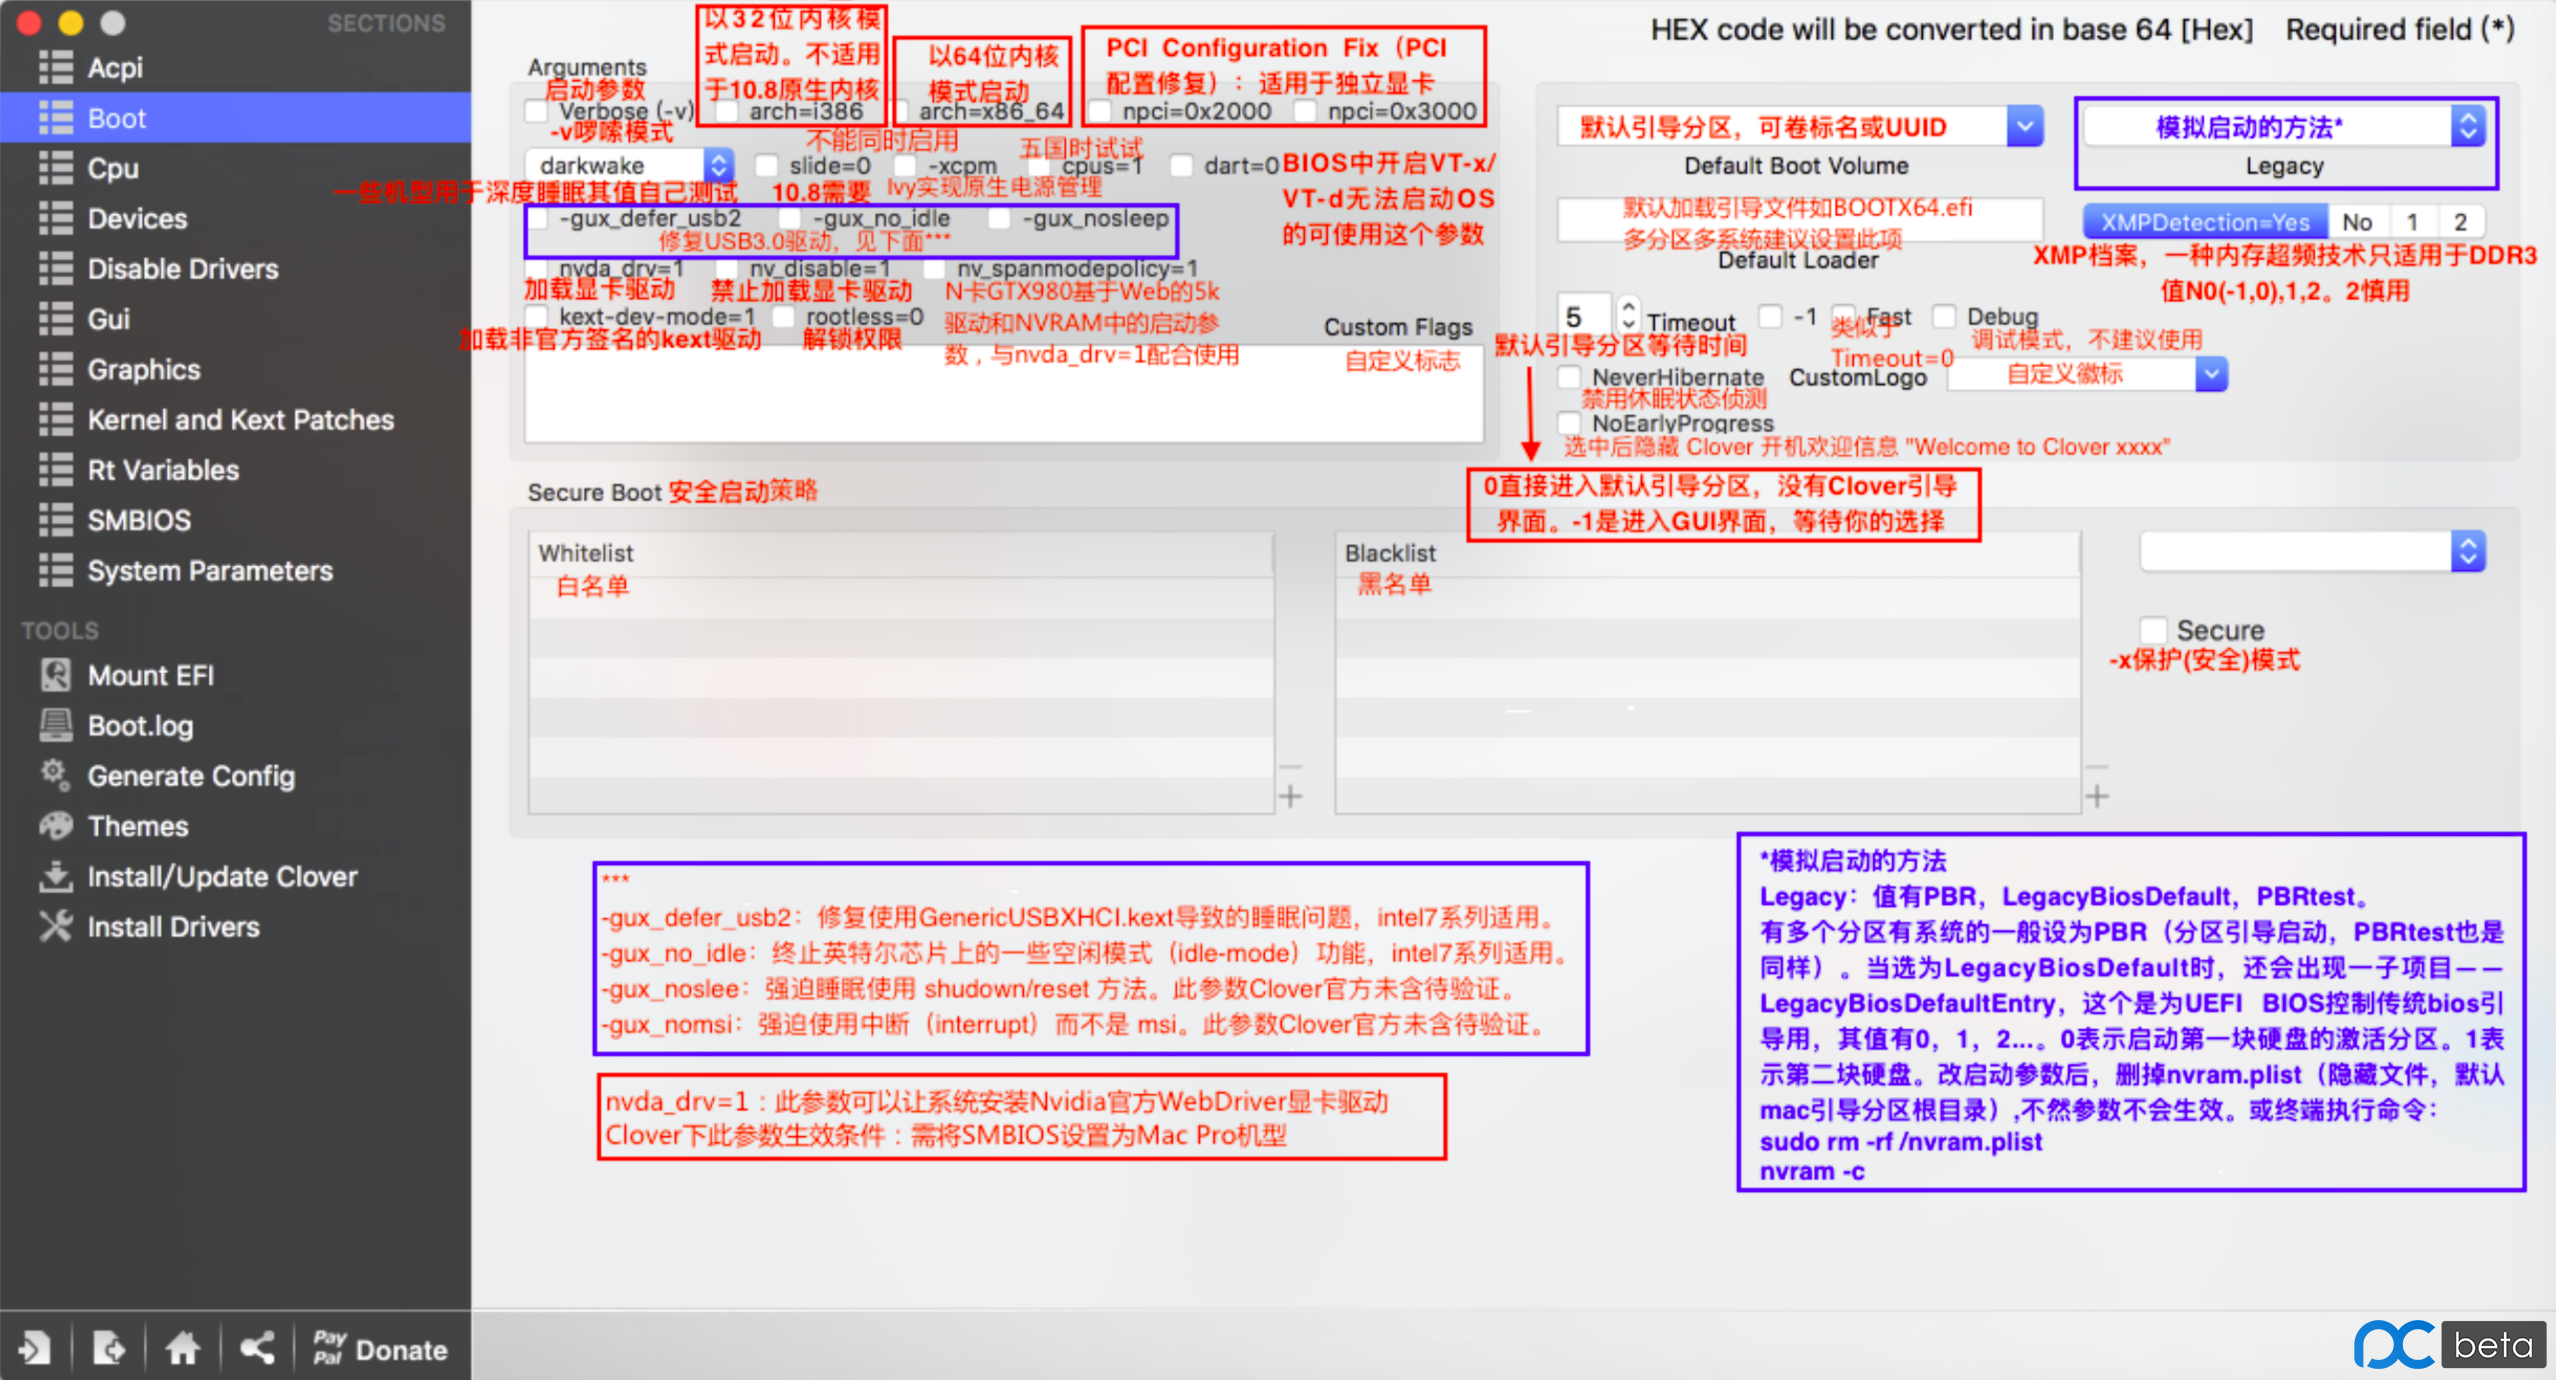 SECTIONS
Acpi
Boot
Cpu
Devices
Disable Drivers
Gui
Graphics
Kernel and Kext Patches
Rt Variables
SMBIOS
System Parameters
TOOLS
Mount EFI
Boot.log
Generate Config
Themes
Install/Update Clover
Install Drivers
Pay
Pal
Donate
HEX code will be converted in base 64 [Hex] Required field (*)
Arguments
启动参数
以32位内核模
式启动。不适用
于10.8原生内核
以64位内核
模式启动
PCI Configuration Fix（PCI
配置修复）：适用于独立显卡
Verbose (-v) arch=i386 arch=x86_64 npci=0x2000 npci=0x3000
-v啰嗦模式
不能同时启用
五国时试试
darkwake slide=0 -xcpm cpus=1 dart=0
BIOS中开启VT-x/
VT-d无法启动OS
的可使用这个参数
一些机型用于深度睡眠其值自己测试
10.8需要
Ivy实现原生电源管理
-gux_defer_usb2 -gux_no_idle -gux_nosleep
修复USB3.0驱动，见下面***
nvda_drv=1 nv_disable=1 nv_spanmodepolicy=1
加载显卡驱动 禁止加载显卡驱动
N卡GTX980基于Web的5k
驱动和NVRAM中的启动参
数，与nvda_drv=1配合使用
kext-dev-mode=1 rootless=0
加载非官方签名的kext驱动 解锁权限
Custom Flags
自定义标志
默认引导分区，可卷标名或UUID
Default Boot Volume
模拟启动的方法*
Legacy
默认加载引导文件如BOOTX64.efi
多分区多系统建议设置此项
Default Loader
XMPDetection=Yes No 1 2
XMP档案，一种内存超频技术只适用于DDR3
值N0(-1,0),1,2。2慎用
5 Timeout -1 Fast Debug
默认引导分区等待时间
类似于
Timeout=0
调试模式，不建议使用
NeverHibernate CustomLogo 自定义徽标
禁用休眠状态侦测
NoEarlyProgress
选中后隐藏 Clover 开机欢迎信息 "Welcome to Clover xxxx"
0直接进入默认引导分区，没有Clover引导
界面。-1是进入GUI界面，等待你的选择
Secure Boot 安全启动策略
Whitelist
白名单
Blacklist
黑名单
Secure
-x保护(安全)模式
***
-gux_defer_usb2：修复使用GenericUSBXHCI.kext导致的睡眠问题，intel7系列适用。
-gux_no_idle：终止英特尔芯片上的一些空闲模式（idle-mode）功能，intel7系列适用。
-gux_noslee：强迫睡眠使用 shudown/reset 方法。此参数Clover官方未含待验证。
-gux_nomsi：强迫使用中断（interrupt）而不是 msi。此参数Clover官方未含待验证。
nvda_drv=1：此参数可以让系统安装Nvidia官方WebDriver显卡驱动
Clover下此参数生效条件：需将SMBIOS设置为Mac Pro机型
*模拟启动的方法
Legacy：值有PBR，LegacyBiosDefault，PBRtest。
有多个分区有系统的一般设为PBR（分区引导启动，PBRtest也是
同样）。当选为LegacyBiosDefault时，还会出现一子项目——
LegacyBiosDefaultEntry，这个是为UEFI BIOS控制传统bios引
导用，其值有0，1，2...。0表示启动第一块硬盘的激活分区。1表
示第二块硬盘。改启动参数后，删掉nvram.plist（隐藏文件，默认
mac引导分区根目录）,不然参数不会生效。或终端执行命令：
sudo rm -rf /nvram.plist
nvram -c
pc beta